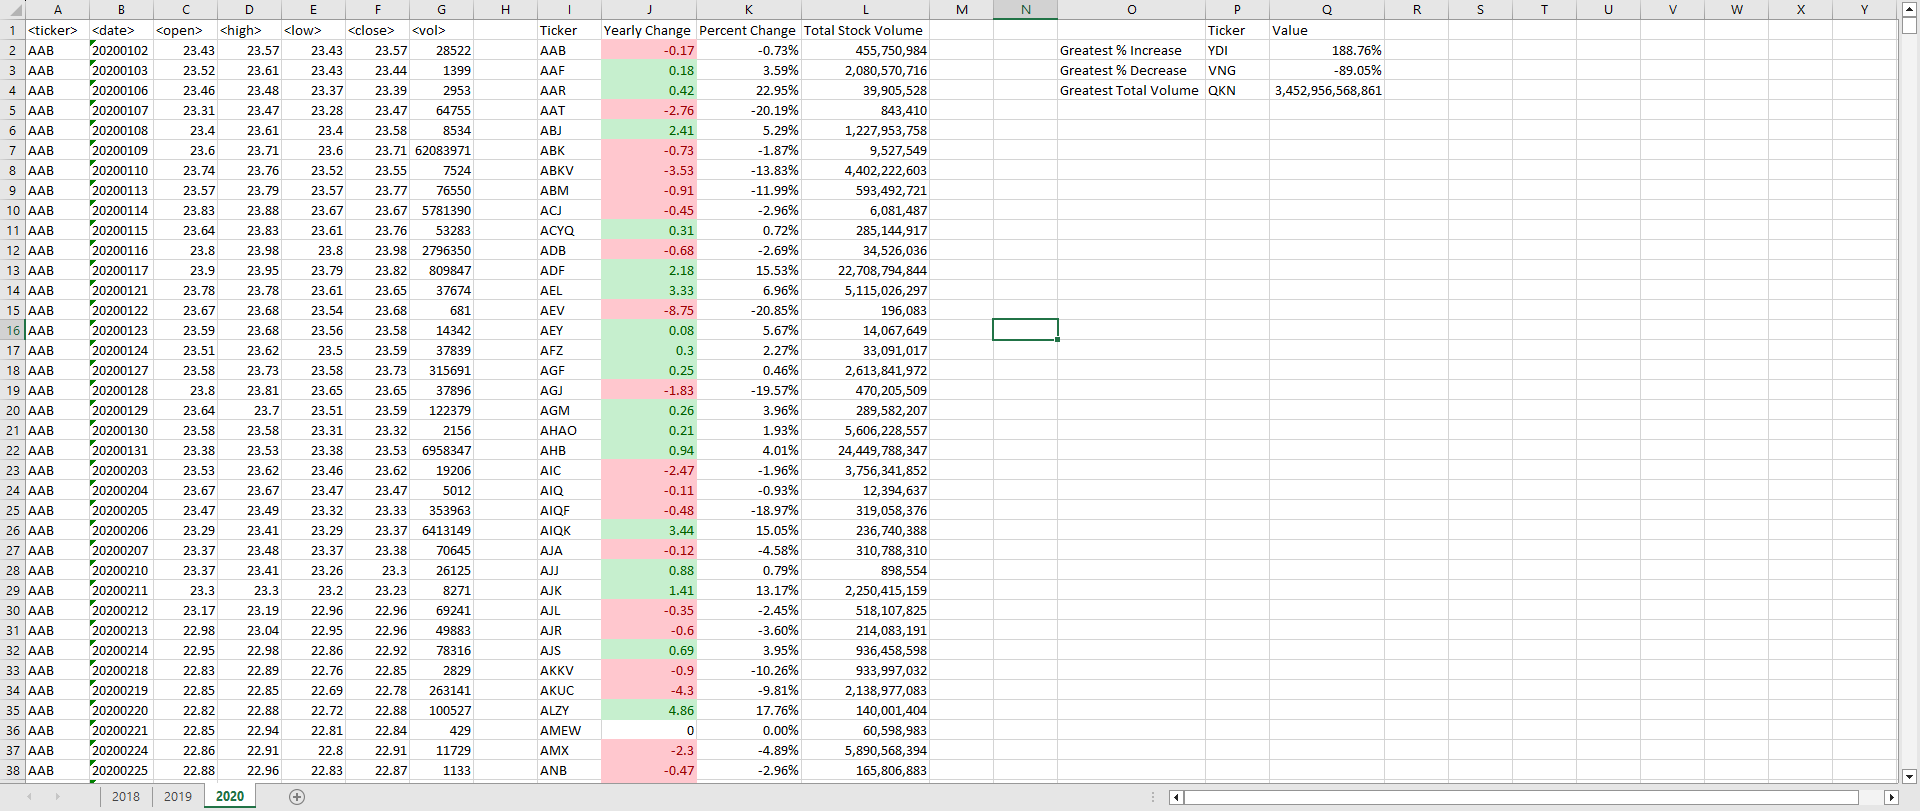 A B C D E F G H I J K L M N O P Q R S T U V W X Y
1 <ticker> <date> <open> <high> <low> <close> <vol> Ticker Yearly Change Percent Change Total Stock Volume Ticker Value
2 AAB 20200102 23.43 23.57 23.43 23.57 28522 AAB -0.17 -0.73% 455,750,984 Greatest % Increase YDI 188.76%
3 AAB 20200103 23.52 23.61 23.43 23.44 1399 AAF 0.18 3.59% 2,080,570,716 Greatest % Decrease VNG -89.05%
4 AAB 20200106 23.46 23.48 23.37 23.39 2953 AAR 0.42 22.95% 39,905,528 Greatest Total Volume QKN 3,452,956,568,861
5 AAB 20200107 23.31 23.47 23.28 23.47 64755 AAT -2.76 -20.19% 843,410
6 AAB 20200108 23.4 23.61 23.4 23.58 8534 ABJ 2.41 5.29% 1,227,953,758
7 AAB 20200109 23.6 23.71 23.6 23.71 62083971 ABK -0.73 -1.87% 9,527,549
8 AAB 20200110 23.74 23.76 23.52 23.55 7524 ABKV -3.53 -13.83% 4,402,222,603
9 AAB 20200113 23.57 23.79 23.57 23.77 76550 ABM -0.91 -11.99% 593,492,721
10 AAB 20200114 23.83 23.88 23.67 23.67 5781390 ACJ -0.45 -2.96% 6,081,487
11 AAB 20200115 23.64 23.83 23.61 23.76 53283 ACYQ 0.31 0.72% 285,144,917
12 AAB 20200116 23.8 23.98 23.8 23.98 2796350 ADB -0.68 -2.69% 34,526,036
13 AAB 20200117 23.9 23.95 23.79 23.82 809847 ADF 2.18 15.53% 22,708,794,844
14 AAB 20200121 23.78 23.78 23.61 23.65 37674 AEL 3.33 6.96% 5,115,026,297
15 AAB 20200122 23.67 23.68 23.54 23.68 681 AEV -8.75 -20.85% 196,083
16 AAB 20200123 23.59 23.68 23.56 23.58 14342 AEY 0.08 5.67% 14,067,649
17 AAB 20200124 23.51 23.62 23.5 23.59 37839 AFZ 0.3 2.27% 33,091,017
18 AAB 20200127 23.58 23.73 23.58 23.73 315691 AGF 0.25 0.46% 2,613,841,972
19 AAB 20200128 23.8 23.81 23.65 23.65 37896 AGJ -1.83 -19.57% 470,205,509
20 AAB 20200129 23.64 23.7 23.51 23.59 122379 AGM 0.26 3.96% 289,582,207
21 AAB 20200130 23.58 23.58 23.31 23.32 2156 AHAO 0.21 1.93% 5,606,228,557
22 AAB 20200131 23.38 23.53 23.38 23.53 6958347 AHB 0.94 4.01% 24,449,788,347
23 AAB 20200203 23.53 23.62 23.46 23.62 19206 AIC -2.47 -1.96% 3,756,341,852
24 AAB 20200204 23.67 23.67 23.47 23.47 5012 AIQ -0.11 -0.93% 12,394,637
25 AAB 20200205 23.47 23.49 23.32 23.33 353963 AIQF -0.48 -18.97% 319,058,376
26 AAB 20200206 23.29 23.41 23.29 23.37 6413149 AIQK 3.44 15.05% 236,740,388
27 AAB 20200207 23.37 23.48 23.37 23.38 70645 AJA -0.12 -4.58% 310,788,310
28 AAB 20200210 23.37 23.41 23.26 23.3 26125 AJJ 0.88 0.79% 898,554
29 AAB 20200211 23.3 23.3 23.2 23.23 8271 AJK 1.41 13.17% 2,250,415,159
30 AAB 20200212 23.17 23.19 22.96 22.96 69241 AJL -0.35 -2.45% 518,107,825
31 AAB 20200213 22.98 23.04 22.95 22.96 49883 AJR -0.6 -3.60% 214,083,191
32 AAB 20200214 22.95 22.98 22.86 22.92 78316 AJS 0.69 3.95% 936,458,598
33 AAB 20200218 22.83 22.89 22.76 22.85 2829 AKKV -0.9 -10.26% 933,997,032
34 AAB 20200219 22.85 22.85 22.69 22.78 263141 AKUC -4.3 -9.81% 2,138,977,083
35 AAB 20200220 22.82 22.88 22.72 22.88 100527 ALZY 4.86 17.76% 140,001,404
36 AAB 20200221 22.85 22.94 22.81 22.84 429 AMEW 0 0.00% 60,598,983
37 AAB 20200224 22.86 22.91 22.8 22.91 11729 AMX -2.3 -4.89% 5,890,568,394
38 AAB 20200225 22.88 22.96 22.83 22.87 1133 ANB -0.47 -2.96% 165,806,883
2018 2019 2020